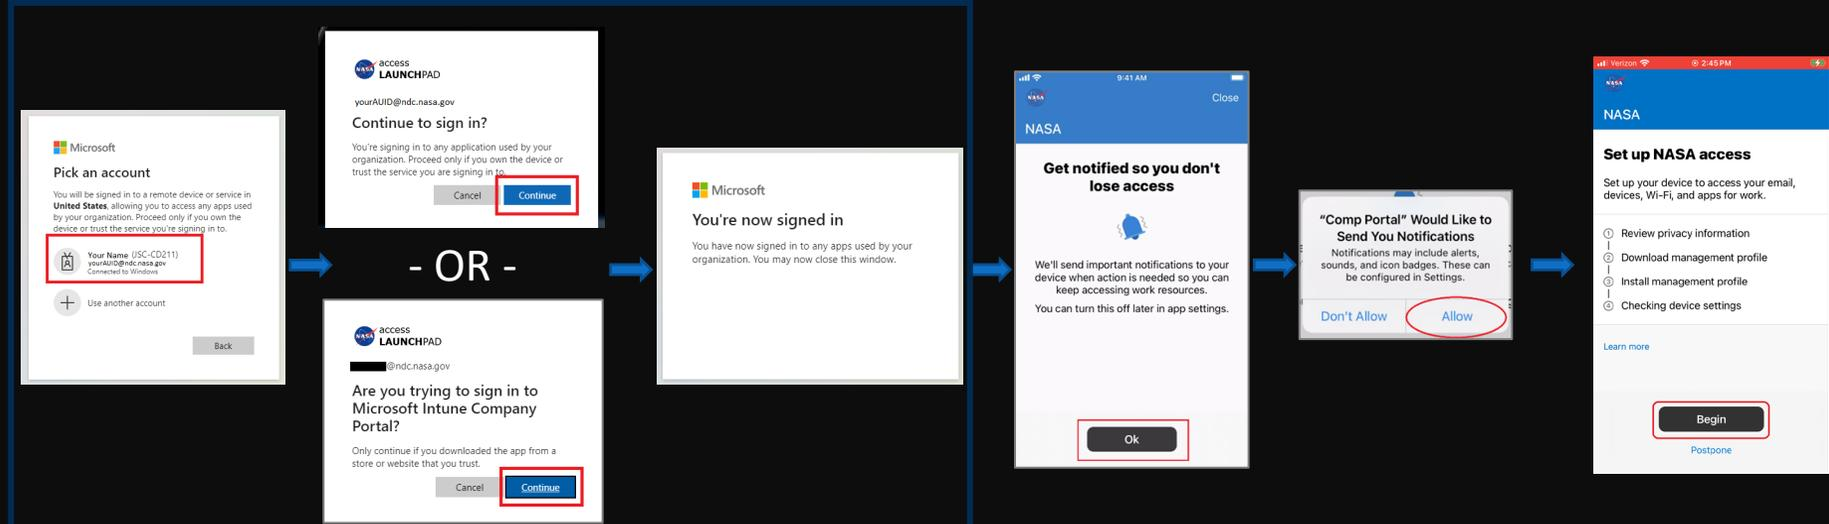 Microsoft
Pick an account
You will be signed in to a remote device or service in
United States, allowing you to access any apps used
by your organization. Proceed only if you own the
device or trust the service you're signing in to.
Your Name (JSC-CD211)
yourAUID@ndc.nasa.gov
Connected to Windows
Use another account
Back
NASA
access
LAUNCHPAD
yourAUID@ndc.nasa.gov
Continue to sign in?
You're signing in to any application used by your
organization. Proceed only if you own the device or
trust the service you are signing in to.
Cancel
Continue
- OR -
NASA
access
LAUNCHPAD
@ndc.nasa.gov
Are you trying to sign in to
Microsoft Intune Company
Portal?
Only continue if you downloaded the app from a
store or website that you trust.
Cancel
Continue
Microsoft
You're now signed in
You have now signed in to any apps used by your
organization. You may now close this window.
9:41 AM
NASA
Close
NASA
Get notified so you don't
lose access
We'll send important notifications to your
device when action is needed so you can
keep accessing work resources.
You can turn this off later in app settings.
Ok
“Comp Portal” Would Like to
Send You Notifications
Notifications may include alerts,
sounds, and icon badges. These can
be configured in Settings.
Don't Allow
Allow
Verizon 2:45 PM
NASA
NASA
Set up NASA access
Set up your device to access your email,
devices, Wi-Fi, and apps for work.
1 Review privacy information
2 Download management profile
3 Install management profile
4 Checking device settings
Learn more
Begin
Postpone